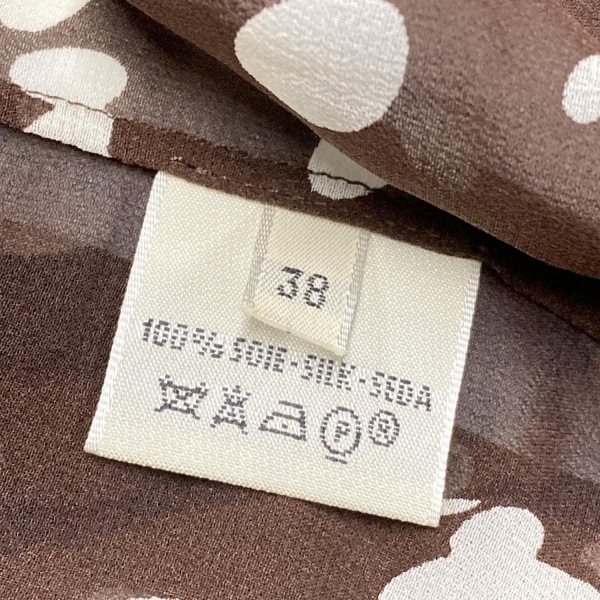 38
100% SOIE - SILK - SEDA
P ®